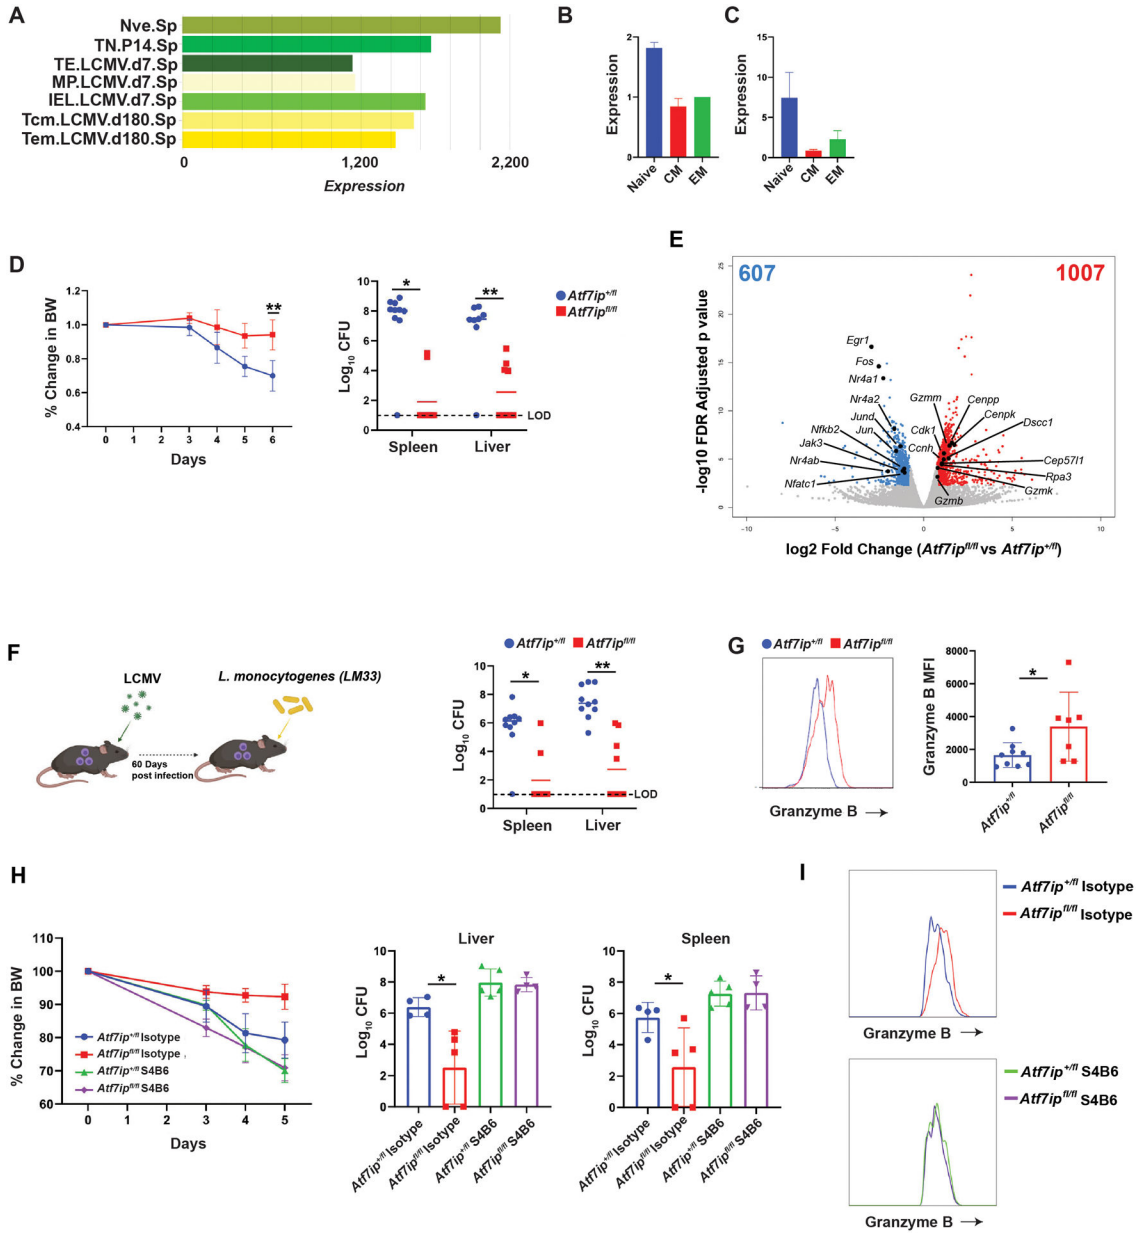 A
Nve.Sp
TN.P14.Sp
TE.LCMV.d7.Sp
MP.LCMV.d7.Sp
IEL.LCMV.d7.Sp
Tcm.LCMV.d180.Sp
Tem.LCMV.d180.Sp
0 1,200 2,200
Expression
B
Expression
2
1
0
Naive CM EM
C
Expression
15
10
5
0
Naive CM EM
D
% Change in BW
1.2
1.0
0.8
0.6
0.4
**
0 1 2 3 4 5 6
Days
Log10 CFU
10
8
6
4
2
0
* **
LOD
Spleen Liver
Atf7ip+/fl
Atf7ipfl/fl
E
607 1007
-log10 FDR Adjusted p value
25
20
15
10
5
0
Egr1
Fos
Nr4a1
Nr4a2
Jund
Jun
Nfkb2
Jak3
Nr4ab
Nfatc1
Gzmm
Cenpp
Cenpk
Cdk1
Dscc1
Ccnh
Cep57l1
Rpa3
Gzmk
Gzmb
-10 -5 0 5 10
log2 Fold Change (Atf7ipfl/fl vs Atf7ip+/fl)
F
LCMV
L. monocytogenes (LM33)
60 Days
post infection
Atf7ip+/fl Atf7ipfl/fl
Log10 CFU
10
8
6
4
2
0
* **
LOD
Spleen Liver
G
Atf7ip+/fl Atf7ipfl/fl
Granzyme B →
Granzyme B MFI
8000
6000
4000
2000
0
*
Atf7ip+/fl Atf7ipfl/fl
H
% Change in BW
110
100
90
80
70
60
Atf7ip+/fl Isotype
Atf7ipfl/fl Isotype ,
Atf7ip+/fl S4B6
Atf7ipfl/fl S4B6
0 1 2 3 4 5
Days
Liver
Log10 CFU
10
8
6
4
2
0
*
Atf7ip+/fl Isotype
Atf7ipfl/fl Isotype
Atf7ip+/fl S4B6
Atf7ipfl/fl S4B6
Spleen
Log10 CFU
10
8
6
4
2
0
*
Atf7ip+/fl Isotype
Atf7ipfl/fl Isotype
Atf7ip+/fl S4B6
Atf7ipfl/fl S4B6
I
Atf7ip+/fl Isotype
Atf7ipfl/fl Isotype
Granzyme B →
Atf7ip+/fl S4B6
Atf7ipfl/fl S4B6
Granzyme B →